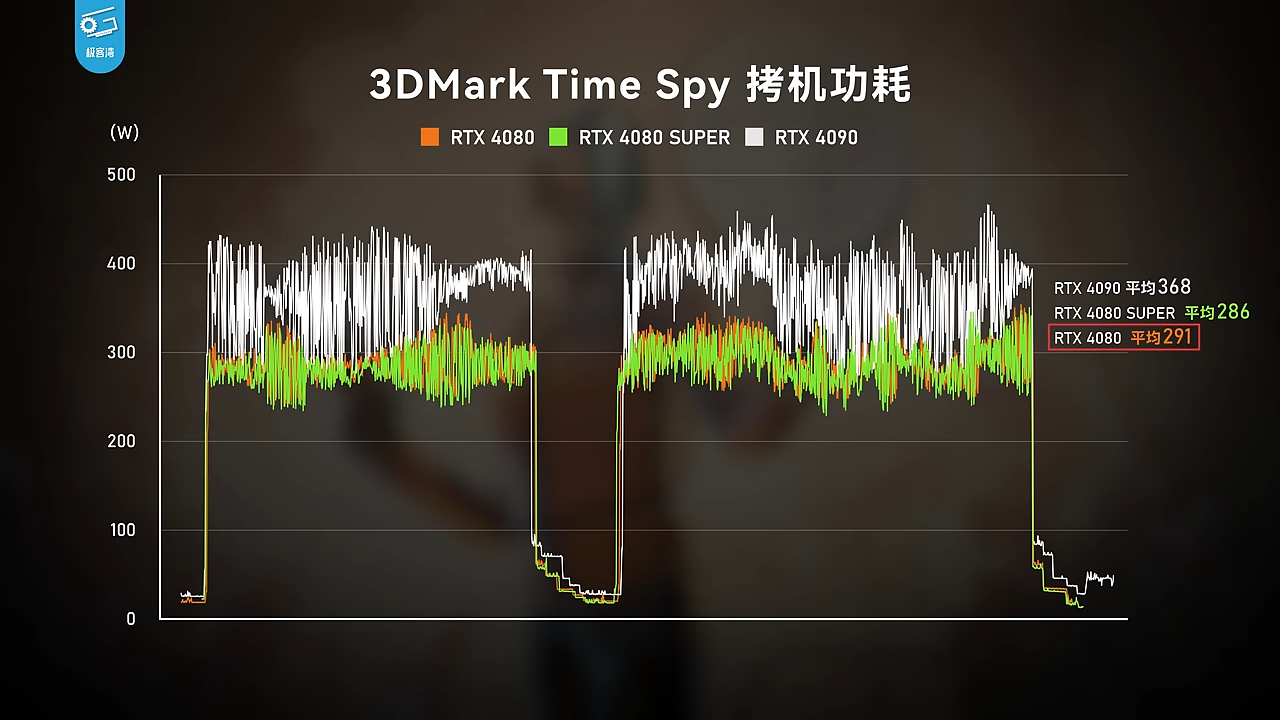 极客湾
3DMark Time Spy 拷机功耗
(W)
RTX 4080 RTX 4080 SUPER RTX 4090
500
400
300
200
100
0
RTX 4090 平均368
RTX 4080 SUPER 平均286
RTX 4080 平均291